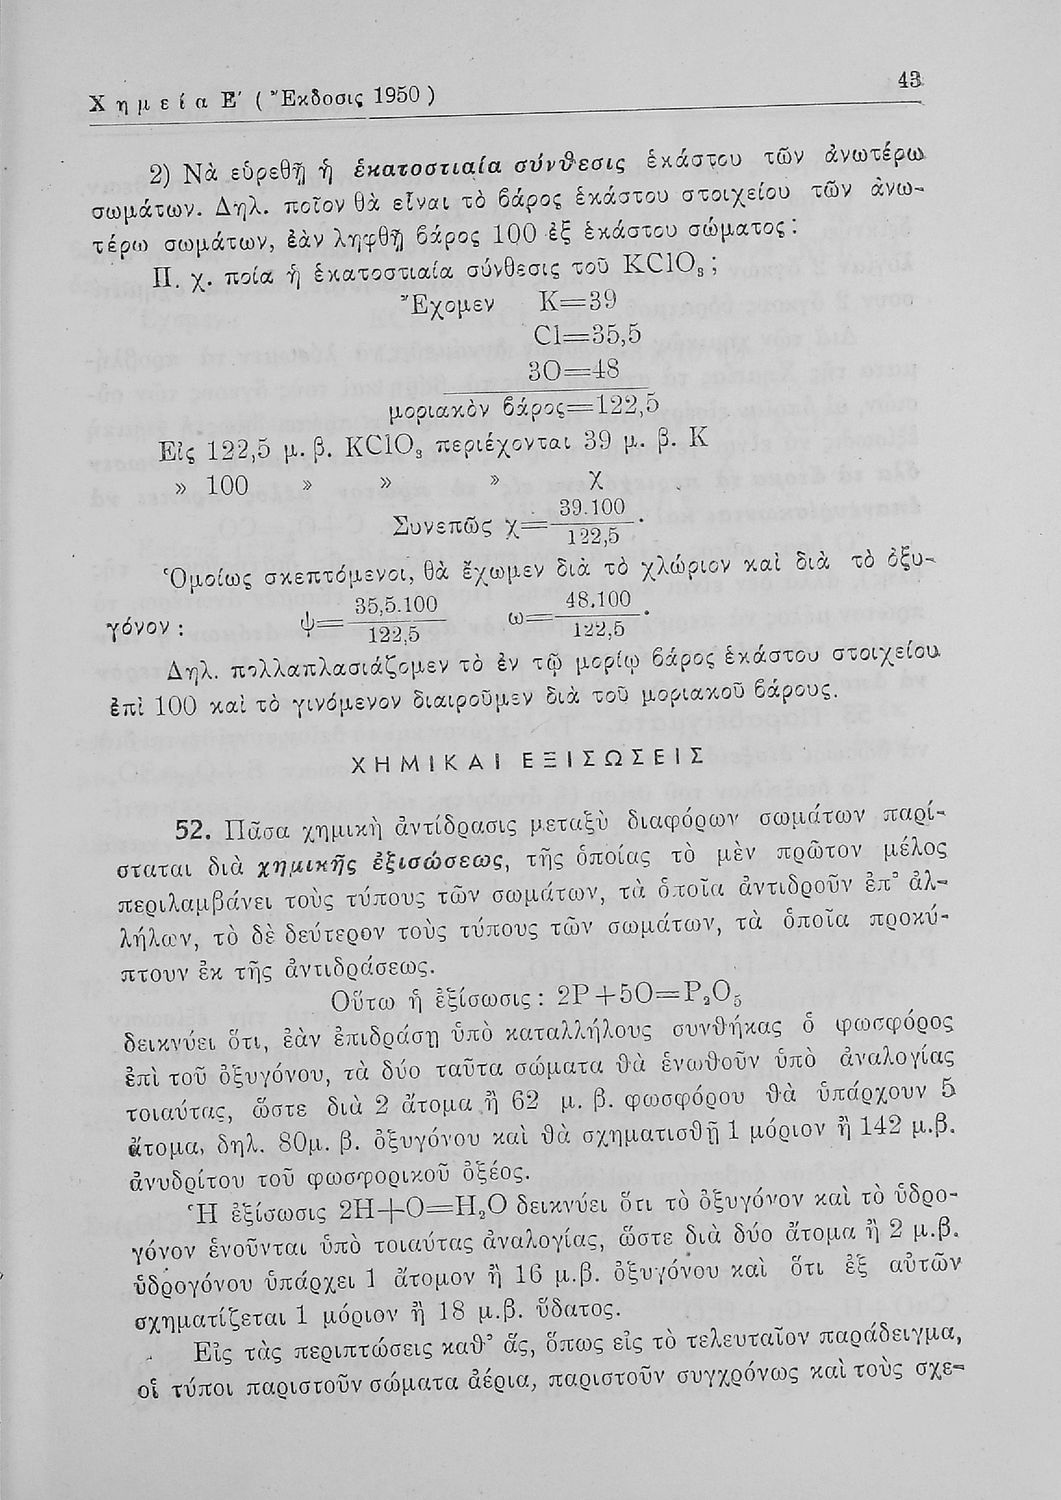 Χημεία Ε' (Ἔκδοσις 1950) 43
2) Νὰ εὑρεθῇ ἡ ἑκατοστιαία σύνθεσις ἑκάστου τῶν ἀνωτέρω
σωμάτων. Δηλ. ποῖον θὰ εἶναι τὸ βάρος ἑκάστου στοιχείου τῶν ἀνω-
τέρω σωμάτων, ἐὰν ληφθῇ βάρος 100 ἐξ ἑκάστου σώματος:
Π. χ. ποία ἡ ἑκατοστιαία σύνθεσις τοῦ KClO₃;
Ἔχομεν K=39
Cl=35,5
3O=48
μοριακὸν βάρος=122,5
Εἰς 122,5 μ. β. KClO₃ περιέχονται 39 μ. β. K
» 100 » » » χ
Συνεπῶς χ= 39.100 / 122,5 .
Ὁμοίως σκεπτόμενοι, θὰ ἔχωμεν διὰ τὸ χλώριον καὶ διὰ τὸ ὀξυ-
γόνον: ψ= 35,5.100 / 122,5 ω= 48.100 / 122,5 .
Δηλ. πολλαπλασιάζομεν τὸ ἐν τῷ μορίῳ βάρος ἑκάστου στοιχείου
ἐπὶ 100 καὶ τὸ γινόμενον διαιροῦμεν διὰ τοῦ μοριακοῦ βάρους.
ΧΗΜΙΚΑΙ ΕΞΙΣΩΣΕΙΣ
52. Πᾶσα χημικὴ ἀντίδρασις μεταξὺ διαφόρων σωμάτων παρί-
σταται διὰ χημικῆς ἐξισώσεως, τῆς ὁποίας τὸ μὲν πρῶτον μέλος
περιλαμβάνει τοὺς τύπους τῶν σωμάτων, τὰ ὁποῖα ἀντιδροῦν ἐπ' ἀλ-
λήλων, τὸ δὲ δεύτερον τοὺς τύπους τῶν σωμάτων, τὰ ὁποῖα προκύ-
πτουν ἐκ τῆς ἀντιδράσεως.
Οὕτω ἡ ἐξίσωσις: 2P+5O=P₂O₅
δεικνύει ὅτι, ἐὰν ἐπιδράσῃ ὑπὸ καταλλήλους συνθήκας ὁ φωσφόρος
ἐπὶ τοῦ ὀξυγόνου, τὰ δύο ταῦτα σώματα θὰ ἑνωθοῦν ὑπὸ ἀναλογίας
τοιαύτας, ὥστε διὰ 2 ἄτομα ἢ 62 μ. β. φωσφόρου θὰ ὑπάρχουν 5
ἄτομα, δηλ. 80μ. β. ὀξυγόνου καὶ θὰ σχηματισθῇ 1 μόριον ἢ 142 μ.β.
ἀνυδρίτου τοῦ φωσφορικοῦ ὀξέος.
Ἡ ἐξίσωσις 2H+O=H₂O δεικνύει ὅτι τὸ ὀξυγόνον καὶ τὸ ὑδρο-
γόνον ἑνοῦνται ὑπὸ τοιαύτας ἀναλογίας, ὥστε διὰ δύο ἄτομα ἢ 2 μ.β.
ὑδρογόνου ὑπάρχει 1 ἄτομον ἢ 16 μ.β. ὀξυγόνου καὶ ὅτι ἐξ αὐτῶν
σχηματίζεται 1 μόριον ἢ 18 μ.β. ὕδατος.
Εἰς τὰς περιπτώσεις καθ' ἅς, ὅπως εἰς τὸ τελευταῖον παράδειγμα,
οἱ τύποι παριστοῦν σώματα ἀέρια, παριστοῦν συγχρόνως καὶ τοὺς σχε-